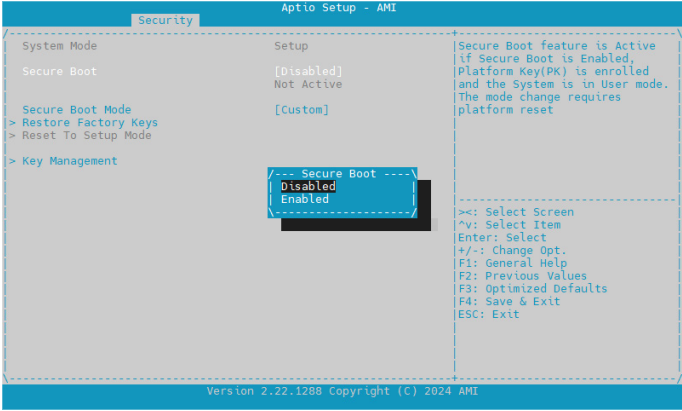 Aptio Setup - AMI
Security
System Mode Setup
Secure Boot [Disabled]
Not Active
Secure Boot Mode [Custom]
> Restore Factory Keys
> Reset To Setup Mode
> Key Management
/--- Secure Boot ----\
Disabled
Enabled
\--------------------/
Secure Boot feature is Active
if Secure Boot is Enabled,
Platform Key(PK) is enrolled
and the System is in User mode.
The mode change requires
platform reset
><: Select Screen
^v: Select Item
Enter: Select
+/-: Change Opt.
F1: General Help
F2: Previous Values
F3: Optimized Defaults
F4: Save & Exit
ESC: Exit
Version 2.22.1288 Copyright (C) 2024 AMI